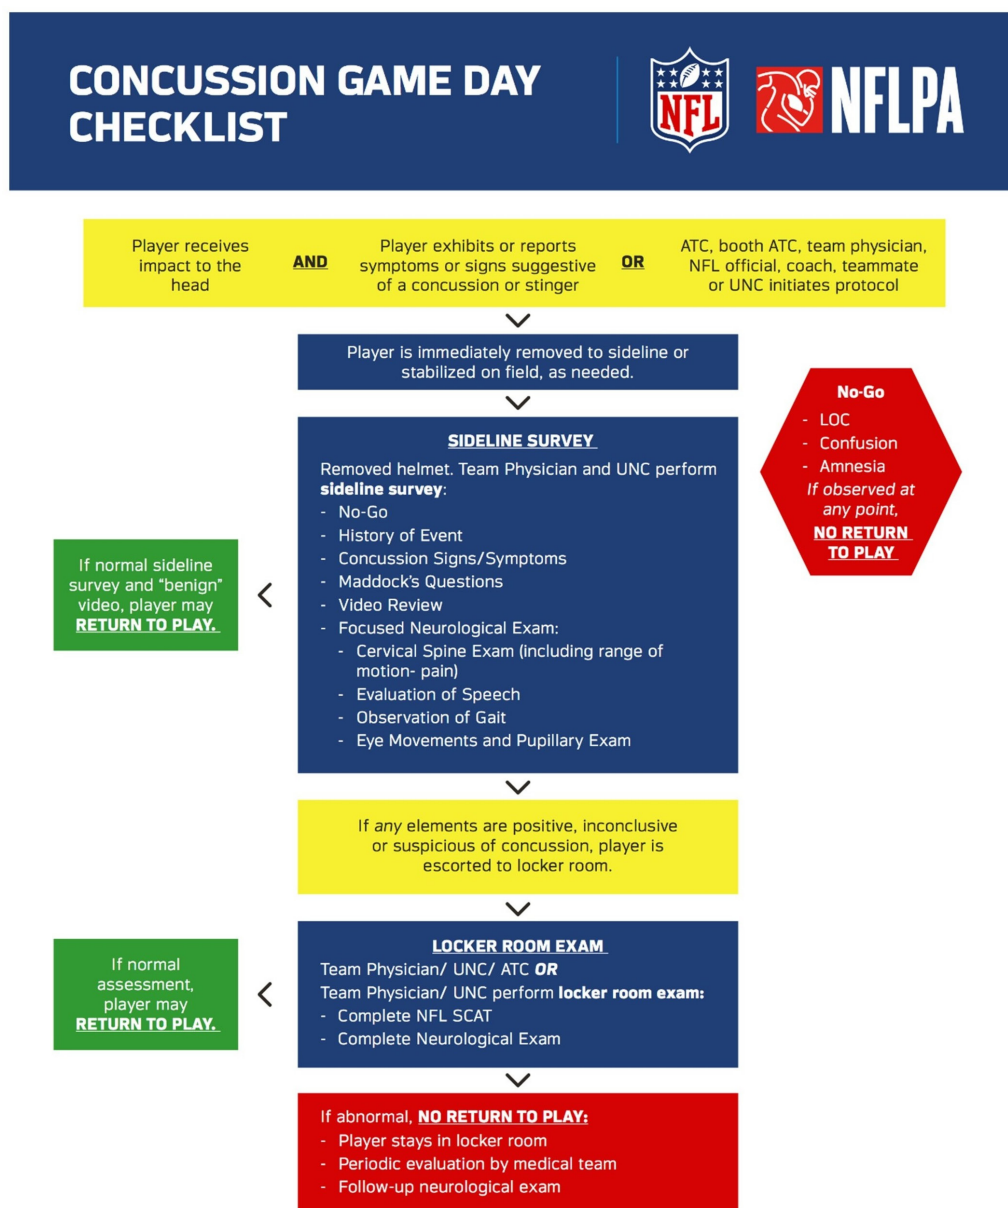 CONCUSSION GAME DAY
CHECKLIST
NFL
NFLPA
Player receives
impact to the
head
AND
Player exhibits or reports
symptoms or signs suggestive
of a concussion or stinger
OR
ATC, booth ATC, team physician,
NFL official, coach, teammate
or UNC initiates protocol
Player is immediately removed to sideline or
stabilized on field, as needed.
No-Go
- LOC
- Confusion
- Amnesia
If observed at
any point,
NO RETURN
TO PLAY
SIDELINE SURVEY
Removed helmet. Team Physician and UNC perform
sideline survey:
- No-Go
- History of Event
- Concussion Signs/Symptoms
- Maddock's Questions
- Video Review
- Focused Neurological Exam:
- Cervical Spine Exam (including range of
motion- pain)
- Evaluation of Speech
- Observation of Gait
- Eye Movements and Pupillary Exam
If normal sideline
survey and “benign”
video, player may
RETURN TO PLAY.
If any elements are positive, inconclusive
or suspicious of concussion, player is
escorted to locker room.
LOCKER ROOM EXAM
Team Physician/ UNC/ ATC OR
Team Physician/ UNC perform locker room exam:
- Complete NFL SCAT
- Complete Neurological Exam
If normal
assessment,
player may
RETURN TO PLAY.
If abnormal, NO RETURN TO PLAY:
- Player stays in locker room
- Periodic evaluation by medical team
- Follow-up neurological exam